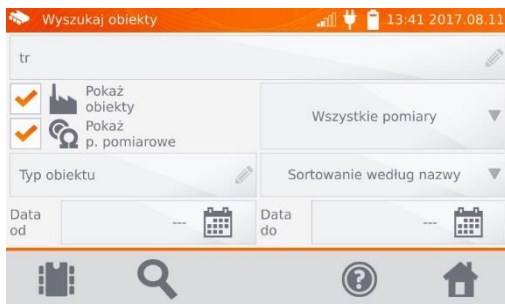 Wyszukaj obiekty
13:41 2017.08.11
tr
Pokaż
obiekty
Pokaż
p. pomiarowe
Wszystkie pomiary
Typ obiektu
Sortowanie według nazwy
Data
od
---
Data
do
---